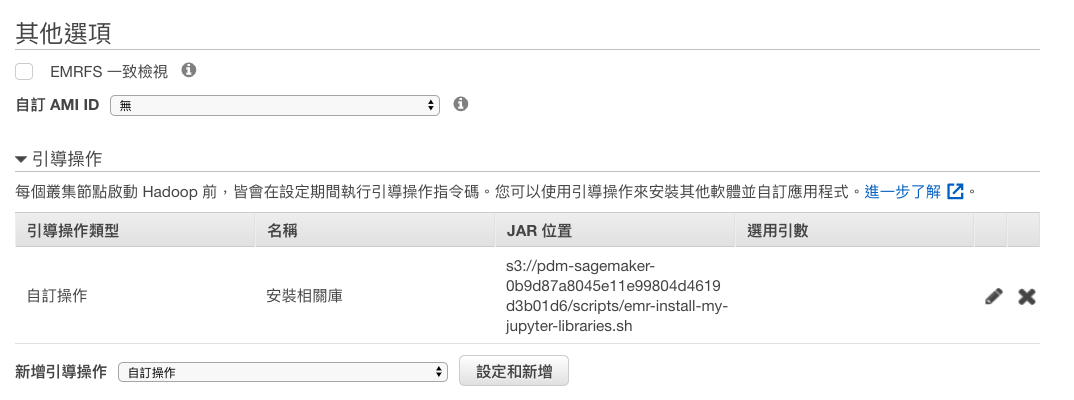 其他選項
EMRFS 一致檢視
自訂 AMI ID 無
引導操作
每個叢集節點啟動 Hadoop 前，皆會在設定期間執行引導操作指令碼。您可以使用引導操作來安裝其他軟體並自訂應用程式。進一步了解。
引導操作類型 名稱 JAR 位置 選用引數
自訂操作 安裝相關庫 s3://pdm-sagemaker-
0b9d87a8045e11e99804d4619
d3b01d6/scripts/emr-install-my-
jupyter-libraries.sh
新增引導操作 自訂操作 設定和新增